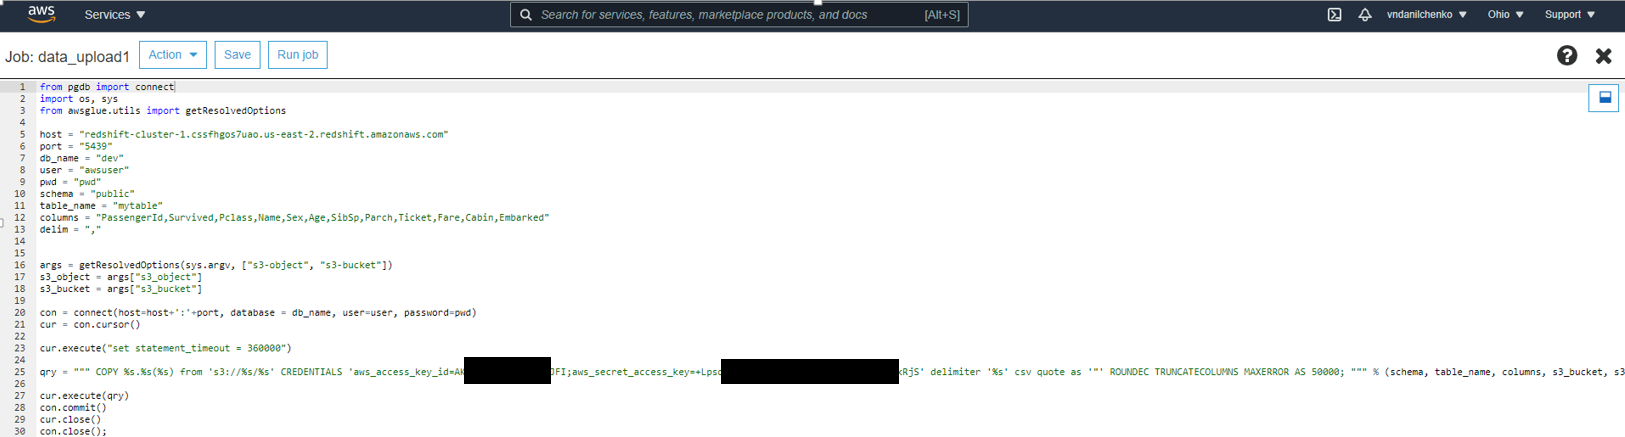 aws Services Search for services, features, marketplace products, and docs [Alt+S] vndanilchenko Ohio Support
Job: data_upload1 Action Save Run job ?
1 from pgdb import connect
2 import os, sys
3 from awsglue.utils import getResolvedOptions
4
5 host = "redshift-cluster-1.cssfhgos7uao.us-east-2.redshift.amazonaws.com"
6 port = "5439"
7 db_name = "dev"
8 user = "awsuser"
9 pwd = "pwd"
10 schema = "public"
11 table_name = "mytable"
12 columns = "PassengerId,Survived,Pclass,Name,Sex,Age,SibSp,Parch,Ticket,Fare,Cabin,Embarked"
13 delim = ","
14
15
16 args = getResolvedOptions(sys.argv, ["s3-object", "s3-bucket"])
17 s3_object = args["s3_object"]
18 s3_bucket = args["s3_bucket"]
19
20 con = connect(host=host+':'+port, database = db_name, user=user, password=pwd)
21 cur = con.cursor()
22
23 cur.execute("set statement_timeout = 360000")
24
25 qry = """ COPY %s.%s(%s) from 's3://%s/%s' CREDENTIALS 'aws_access_key_id=AK JFI;aws_secret_access_key=+Lpsc xRjS' delimiter '%s' csv quote as '"' ROUNDEC TRUNCATECOLUMNS MAXERROR AS 50000; """ % (schema, table_name, columns, s3_bucket, s3
26
27 cur.execute(qry)
28 con.commit()
29 cur.close()
30 con.close();